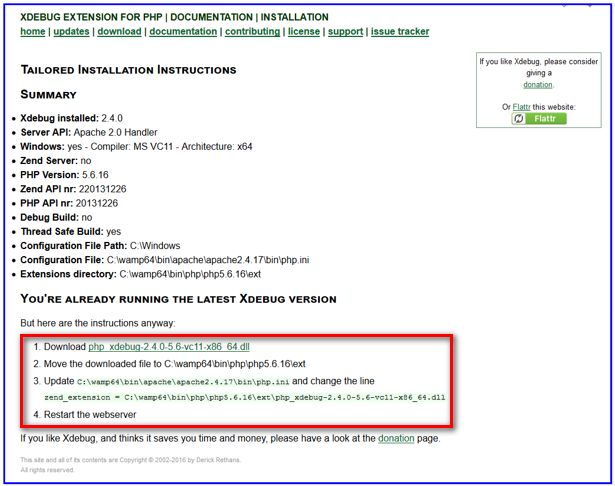 XDEBUG EXTENSION FOR PHP | DOCUMENTATION | INSTALLATION
home | updates | download | documentation | contributing | license | support | issue tracker
If you like Xdebug, please consider
giving a
donation.
Or Flattr this website:
Flattr
TAILORED INSTALLATION INSTRUCTIONS
SUMMARY
Xdebug installed: 2.4.0
Server API: Apache 2.0 Handler
Windows: yes - Compiler: MS VC11 - Architecture: x64
Zend Server: no
PHP Version: 5.6.16
Zend API nr: 220131226
PHP API nr: 20131226
Debug Build: no
Thread Safe Build: yes
Configuration File Path: C:\Windows
Configuration File: C:\wamp64\bin\apache\apache2.4.17\bin\php.ini
Extensions directory: C:\wamp64\bin\php\php5.6.16\ext
YOU'RE ALREADY RUNNING THE LATEST XDEBUG VERSION
But here are the instructions anyway:
1. Download php_xdebug-2.4.0-5.6-vc11-x86_64.dll
2. Move the downloaded file to C:\wamp64\bin\php\php5.6.16\ext
3. Update C:\wamp64\bin\apache\apache2.4.17\bin\php.ini and change the line
zend_extension = C:\wamp64\bin\php\php5.6.16\ext\php_xdebug-2.4.0-5.6-vc11-x86_64.dll
4. Restart the webserver
If you like Xdebug, and thinks it saves you time and money, please have a look at the donation page.
This site and all of its contents are Copyright © 2002-2016 by Derick Rethans.
All rights reserved.